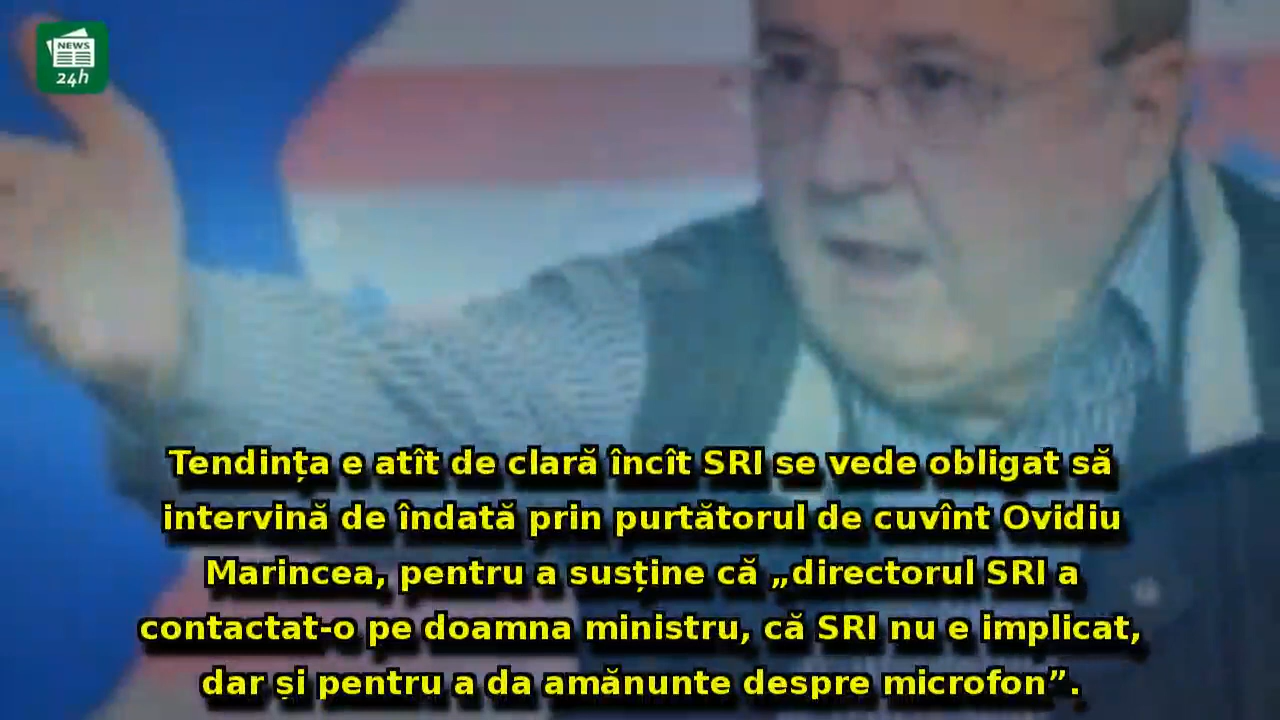 NEWS
24h
Tendința e atît de clară încît SRI se vede obligat să
intervină de îndată prin purtătorul de cuvînt Ovidiu
Marincea, pentru a susține că „directorul SRI a
contactat-o pe doamna ministru, că SRI nu e implicat,
dar și pentru a da amănunte despre microfon”.